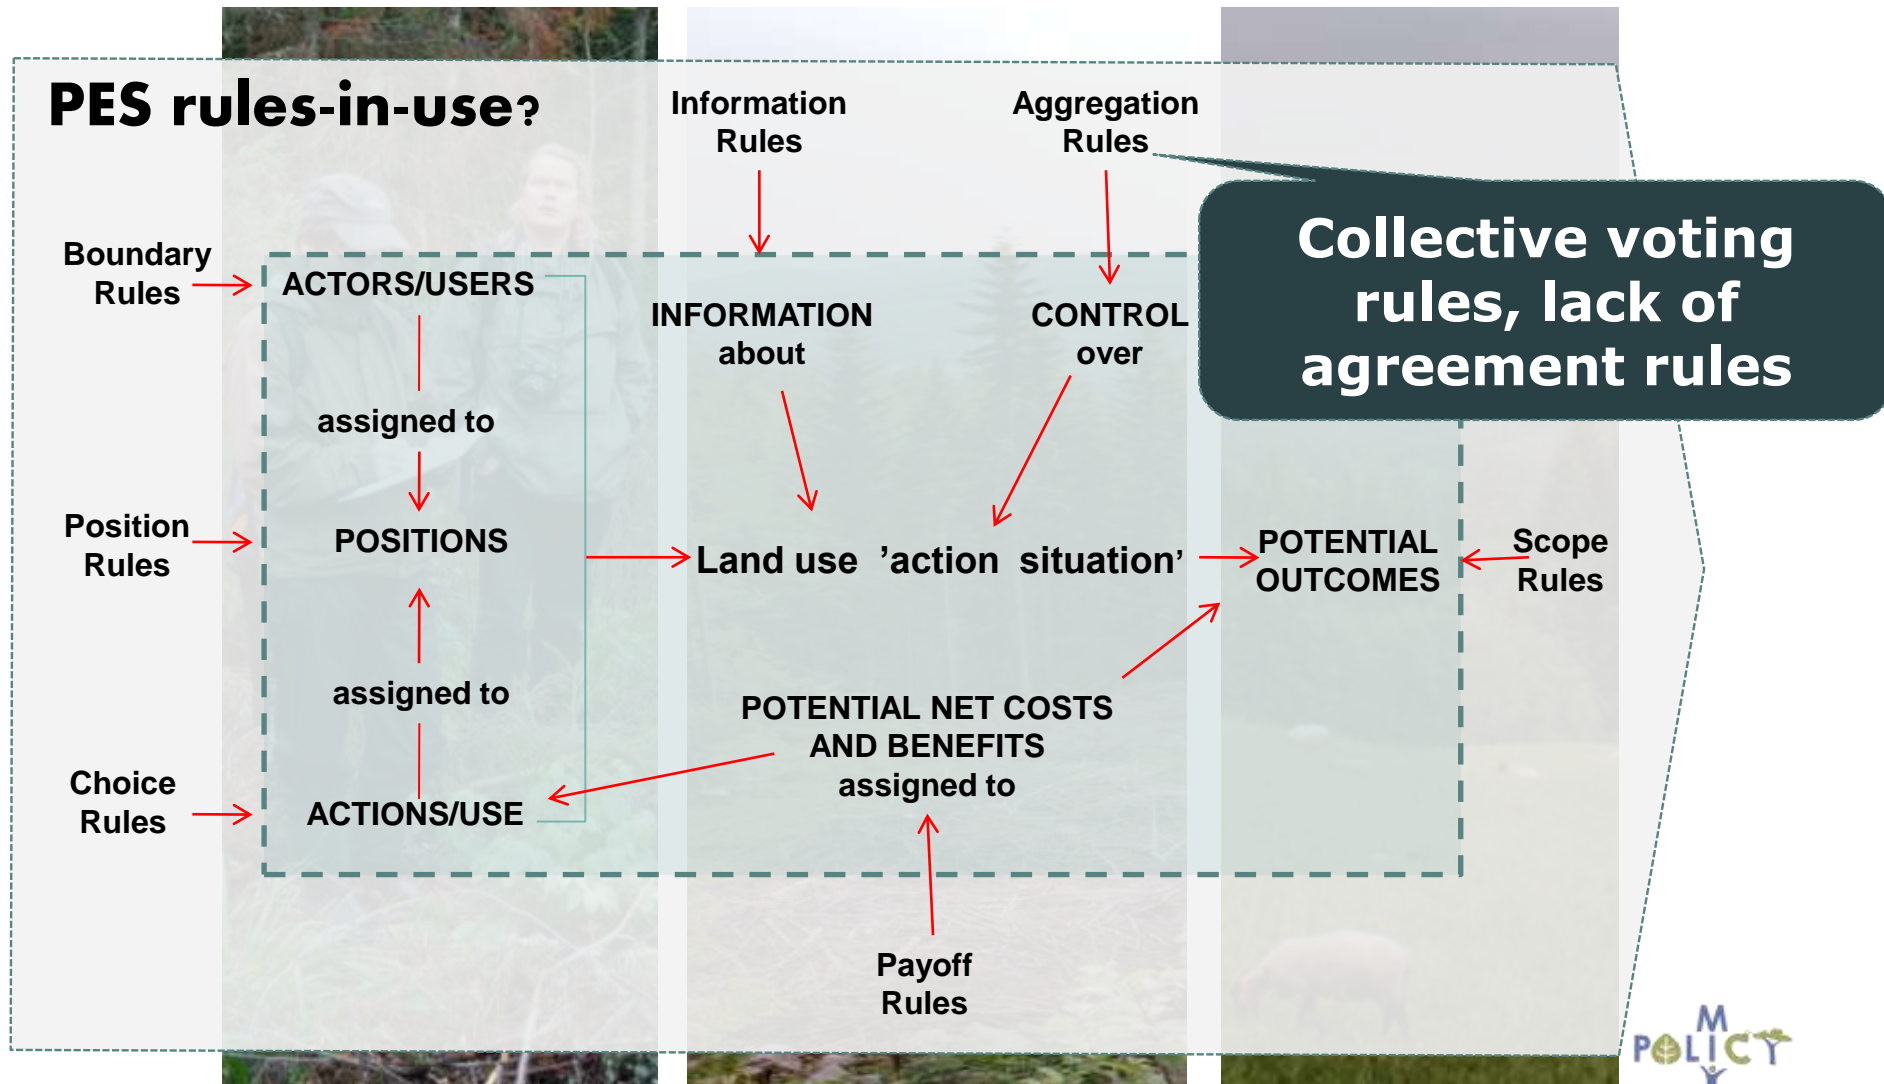 PES rules-in-use?
Information
Rules
Aggregation
Rules
Collective voting
rules, lack of
agreement rules
Boundary
Rules
ACTORS/USERS
INFORMATION
about
CONTROL
over
assigned to
Position
Rules
POSITIONS
Land use ’action situation’
POTENTIAL
OUTCOMES
Scope
Rules
assigned to
POTENTIAL NET COSTS
AND BENEFITS
assigned to
Choice
Rules
ACTIONS/USE
Payoff
Rules
POLICY
MIX